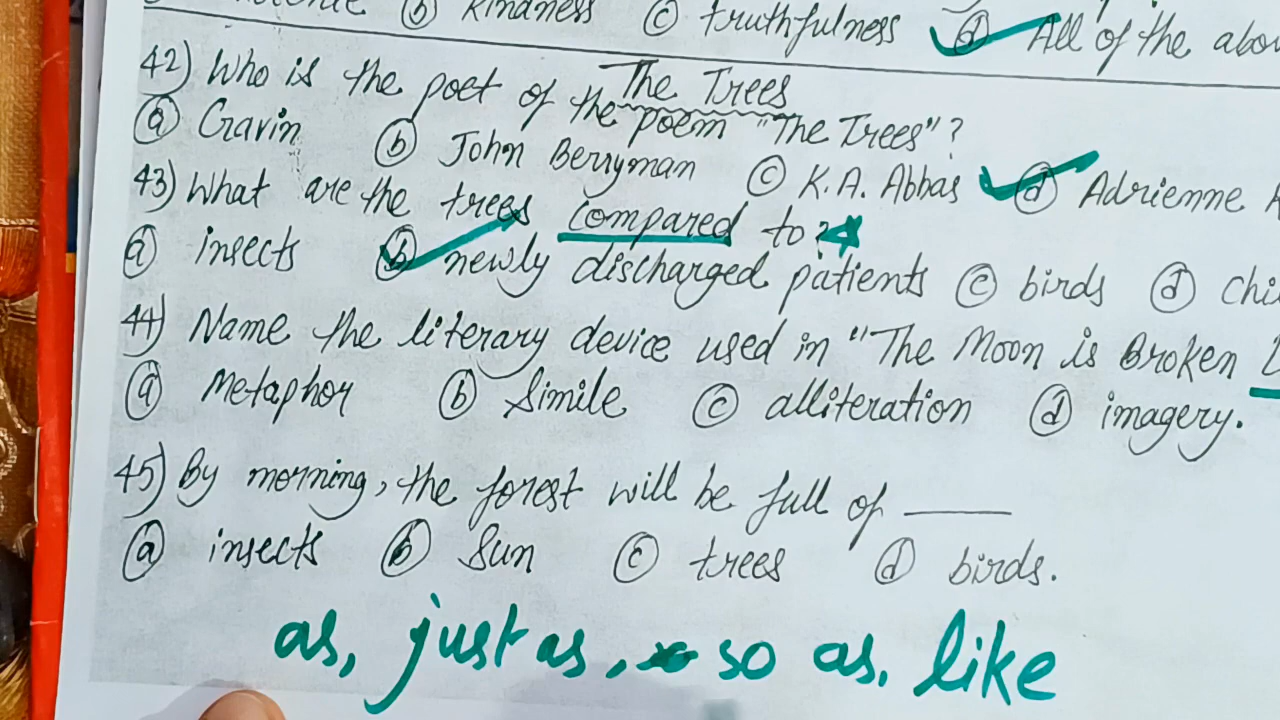 ⓑ Kindness ⓒ truthfulness ⓓ All of the
The Trees
42) Who is the poet of the poem "The Trees"?
ⓐ Gravin ⓑ John Berryman ⓒ K.A. Abbas ⓓ Adrienne
43) What are the trees compared to?
ⓐ insects ⓑ newly discharged patients ⓒ birds ⓓ
44) Name the literary device used in "The Moon is Broken
ⓐ Metaphor ⓑ Simile ⓒ alliteration ⓓ imagery.
45) By morning, the forest will be full of ____
ⓐ insects ⓑ Sun ⓒ trees ⓓ birds.
as, just as, so as. like